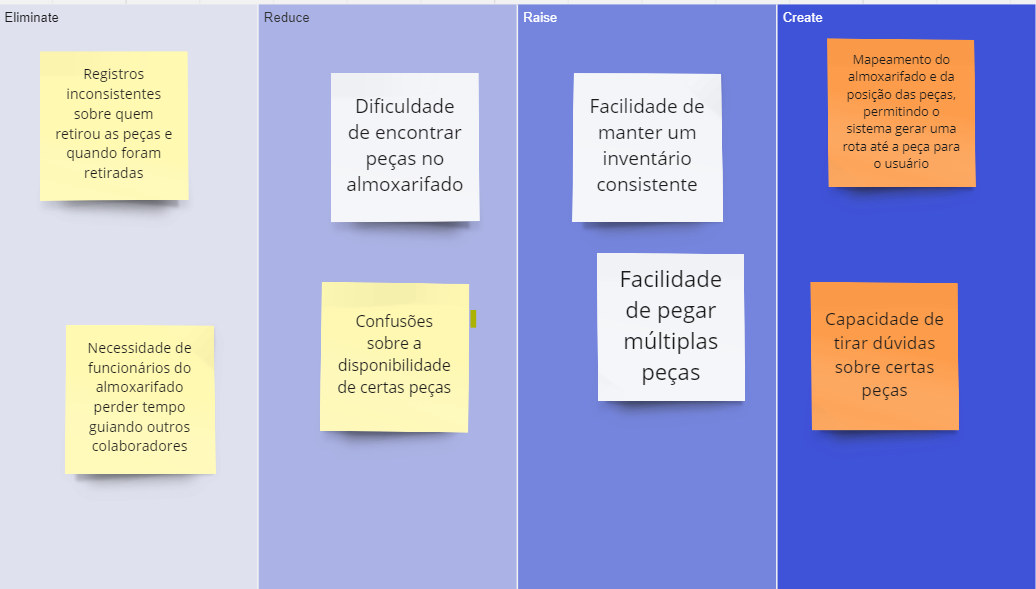 Eliminate
Registros
inconsistentes
sobre quem
retirou as peças e
quando foram
retiradas
Necessidade de
funcionários do
almoxarifado
perder tempo
guiando outros
colaboradores
Reduce
Dificuldade
de encontrar
peças no
almoxarifado
Confusões
sobre a
disponibilidade
de certas peças
Raise
Facilidade de
manter um
inventário
consistente
Facilidade
de pegar
múltiplas
peças
Create
Mapeamento do
almoxarifado e da
posição das peças,
permitindo o
sistema gerar uma
rota até a peça para
o usuário
Capacidade de
tirar dúvidas
sobre certas
peças